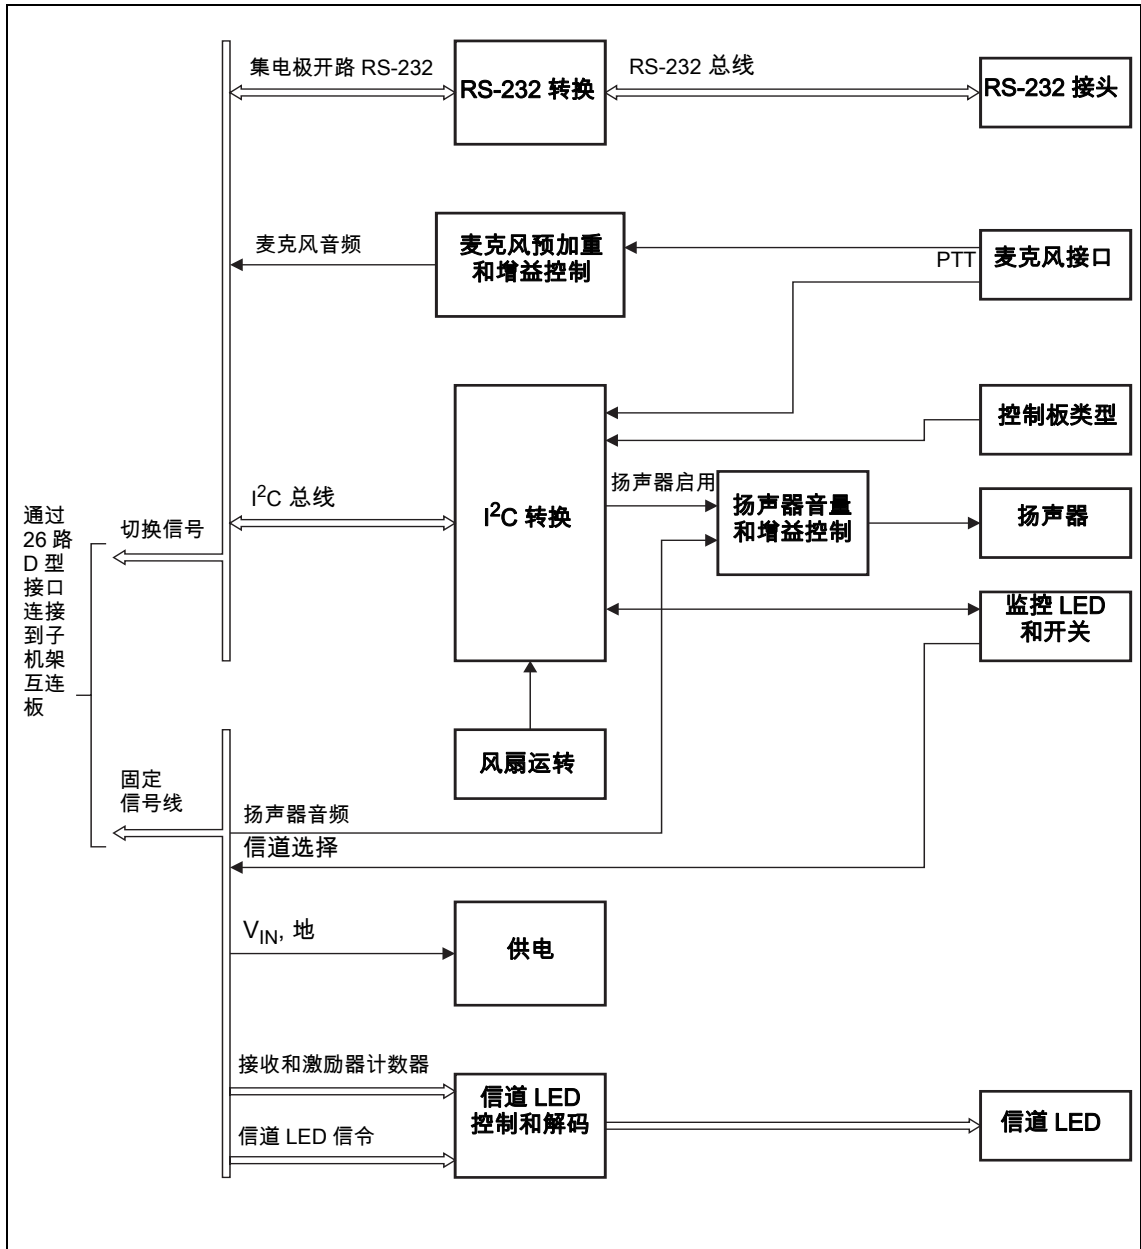 集电极开路 RS-232
RS-232 转换
RS-232 总线
RS-232 接头
麦克风音频
麦克风预加重
和增益控制
PTT
麦克风接口
控制板类型
I²C 总线
I²C 转换
扬声器启用
扬声器音量
和增益控制
扬声器
监控 LED
和开关
通过
26 路
D 型
接口
连接
到子
机架
互连
板
切换信号
风扇运转
固定
信号线
扬声器音频
信道选择
VIN, 地
供电
接收和激励器计数器
信道 LED 信令
信道 LED
控制和解码
信道 LED